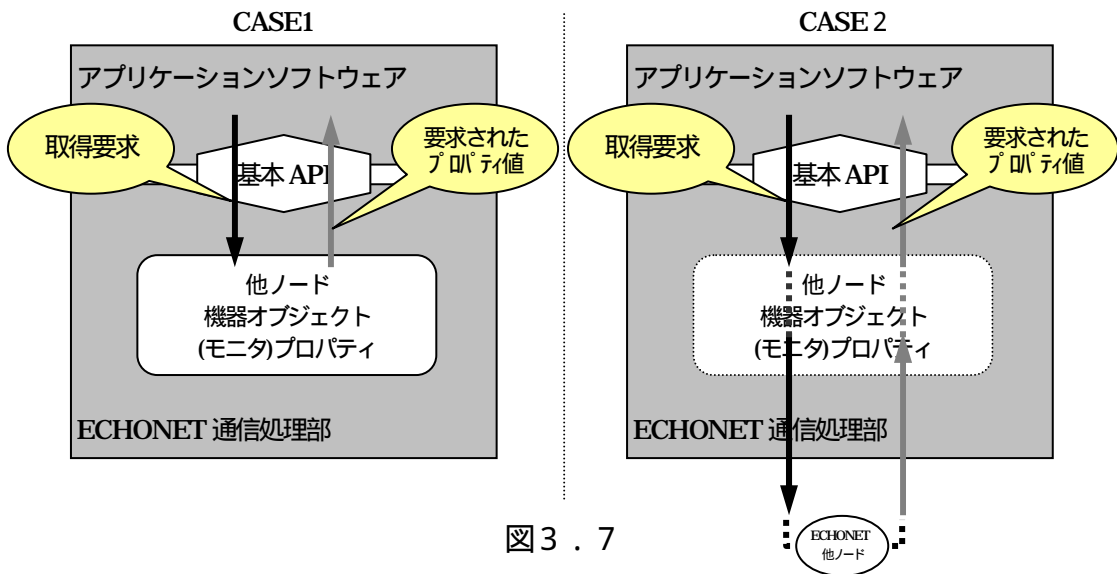 CASE1
アプリケーションソフトウェア
取得要求
基本 API
要求された
プロパティ値
他ノード
機器オブジェクト
(モニタ)プロパティ
ECHONET 通信処理部
CASE 2
アプリケーションソフトウェア
取得要求
基本 API
要求された
プロパティ値
他ノード
機器オブジェクト
(モニタ)プロパティ
ECHONET 通信処理部
ECHONET
他ノード
図3．7